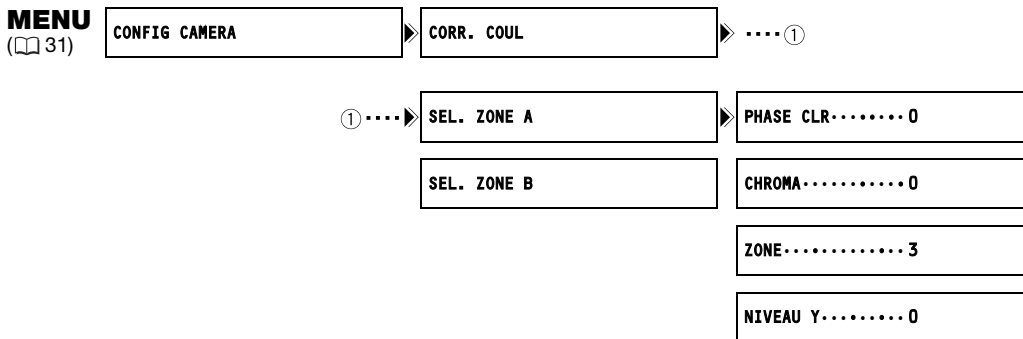 MENU CONFIG CAMERA CORR. COUL ····①
(31)
①···· SEL. ZONE A PHASE CLR········0
SEL. ZONE B CHROMA···········0
ZONE·············3
NIVEAU Y·········0